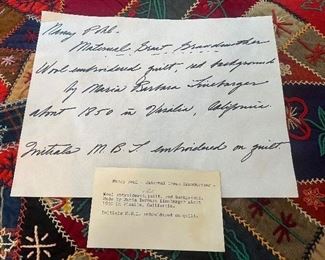 Nancy Pohl -
Maternal Great Grandmother
Wool embroidered quilt, red background
by Maria Barbara Linebarger
about 1850 in Visalia, California.
Initials M.B.L embroidered on quilt
Nancy Pohl - Maternal Great Grandmother -
Wool embroidered quilt, red background.
Made by Maria Barbara Linebarger about
1850 in Visalia, California.
Initials M.B.L. embroidered on quilt.